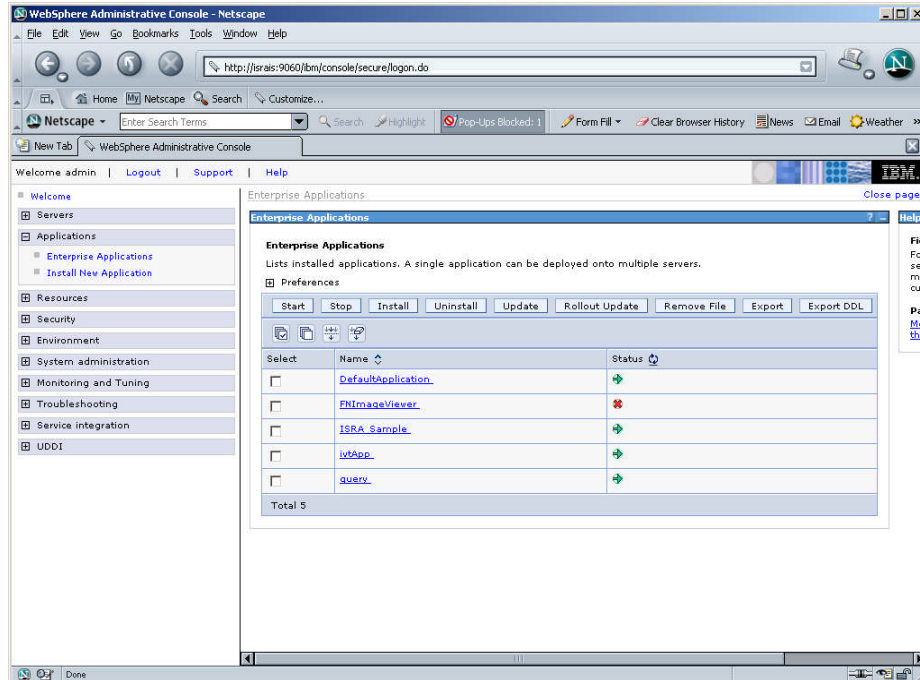 WebSphere Administrative Console - Netscape
File Edit View Go Bookmarks Tools Window Help
http://israis:9060/ibm/console/secure/logon.do
Home My Netscape Search Customize...
Netscape Enter Search Terms Search Highlight Pop-Ups Blocked: 1 Form Fill Clear Browser History News Email Weather »
New Tab WebSphere Administrative Console
Welcome admin | Logout | Support | Help IBM.
Welcome
Servers
Applications
Enterprise Applications
Install New Application
Resources
Security
Environment
System administration
Monitoring and Tuning
Troubleshooting
Service integration
UDDI
Enterprise Applications Close page
Enterprise Applications ? Help
Enterprise Applications
Lists installed applications. A single application can be deployed onto multiple servers.
Preferences
Start Stop Install Uninstall Update Rollout Update Remove File Export Export DDL
Select Name Status
DefaultApplication
FNImageViewer
ISRA Sample
ivtApp
query
Total 5
Done